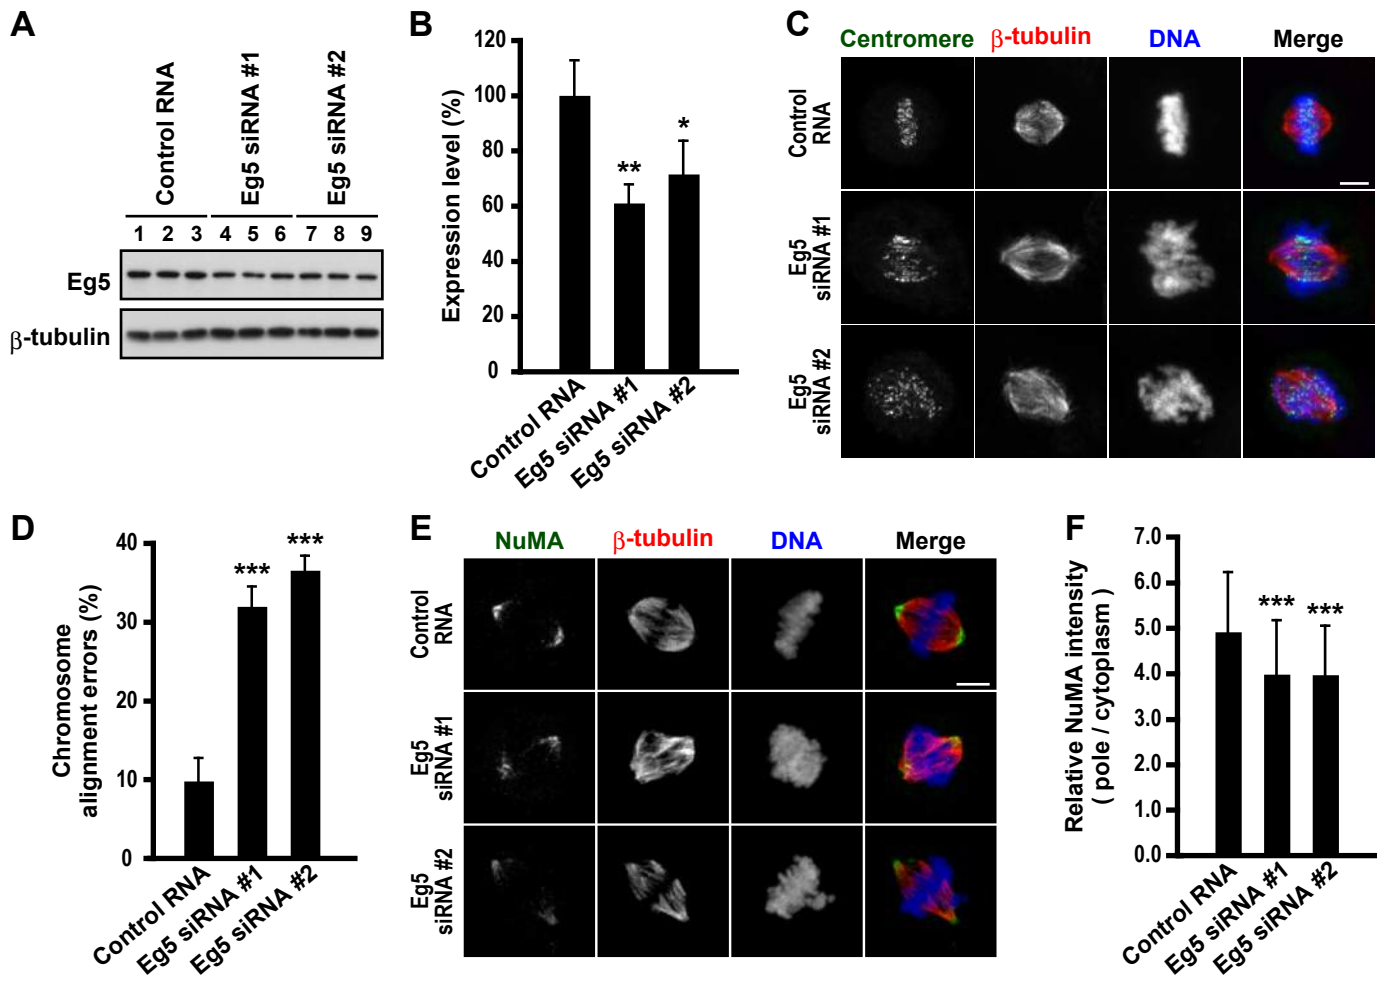 A
Control RNA
Eg5 siRNA #1
Eg5 siRNA #2
1 2 3 4 5 6 7 8 9
Eg5
β-tubulin
B
Expression level (%)
120
100
80
60
40
20
0
**
*
Control RNA
Eg5 siRNA #1
Eg5 siRNA #2
C
Centromere β-tubulin DNA Merge
Control
RNA
Eg5
siRNA #1
Eg5
siRNA #2
D
Chromosome
alignment errors (%)
40
30
20
10
0
***
***
Control RNA
Eg5 siRNA #1
Eg5 siRNA #2
E
NuMA β-tubulin DNA Merge
Control
RNA
Eg5
siRNA #1
Eg5
siRNA #2
F
Relative NuMA intensity
( pole / cytoplasm )
7.0
6.0
5.0
4.0
3.0
2.0
1.0
0.0
***
***
Control RNA
Eg5 siRNA #1
Eg5 siRNA #2